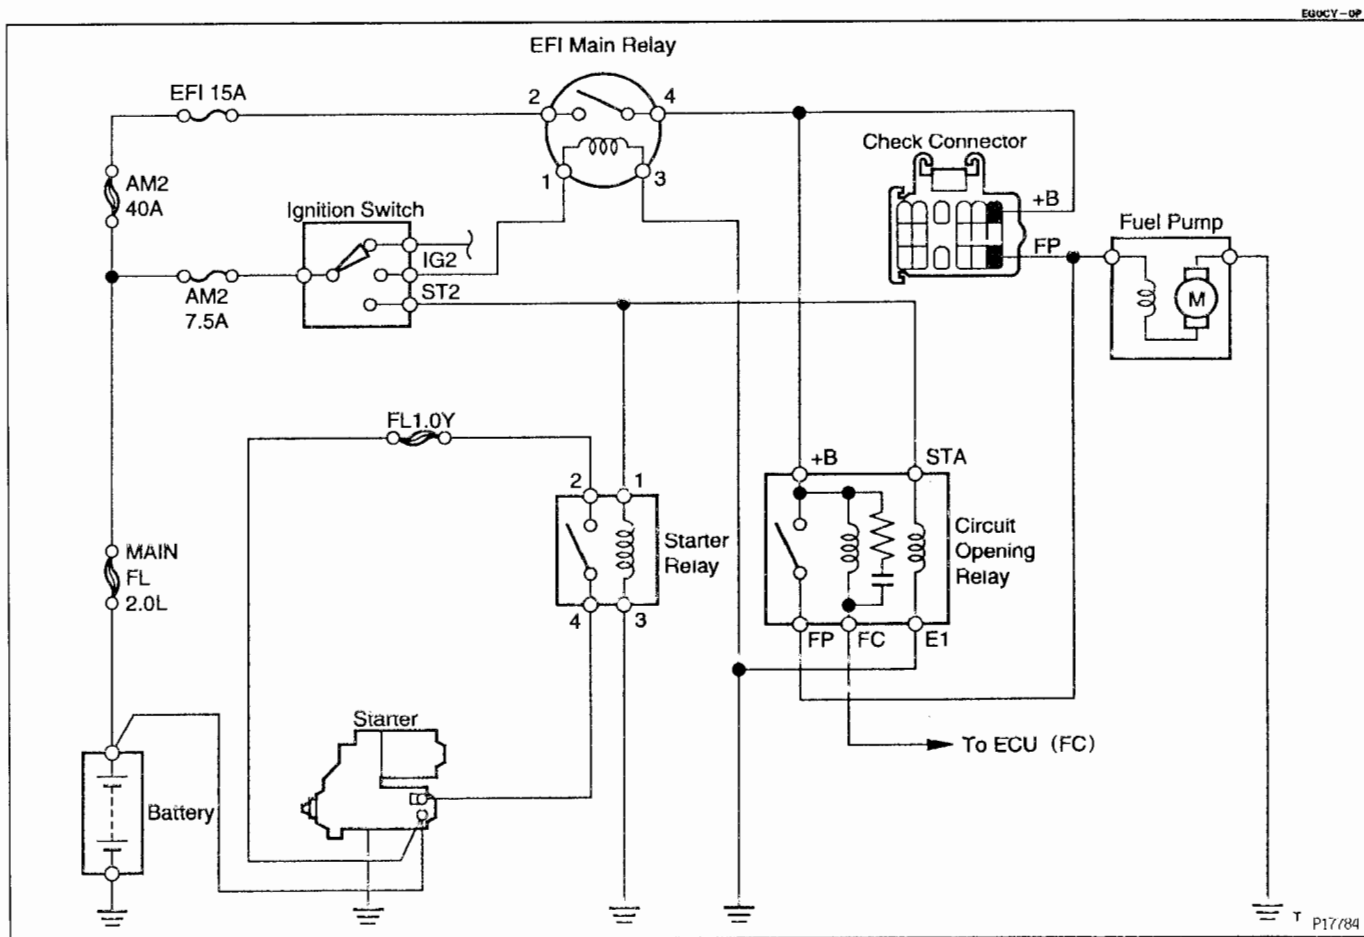 EG0CY-0P
EFI Main Relay
EFI 15A
2
4
1
3
Check Connector
+B
FP
Fuel Pump
M
AM2
40A
Ignition Switch
IG2
ST2
AM2
7.5A
FL1.0Y
2
1
Starter
Relay
4
3
+B
STA
Circuit
Opening
Relay
FP
FC
E1
MAIN
FL
2.0L
To ECU (FC)
Starter
Battery
T
P17784